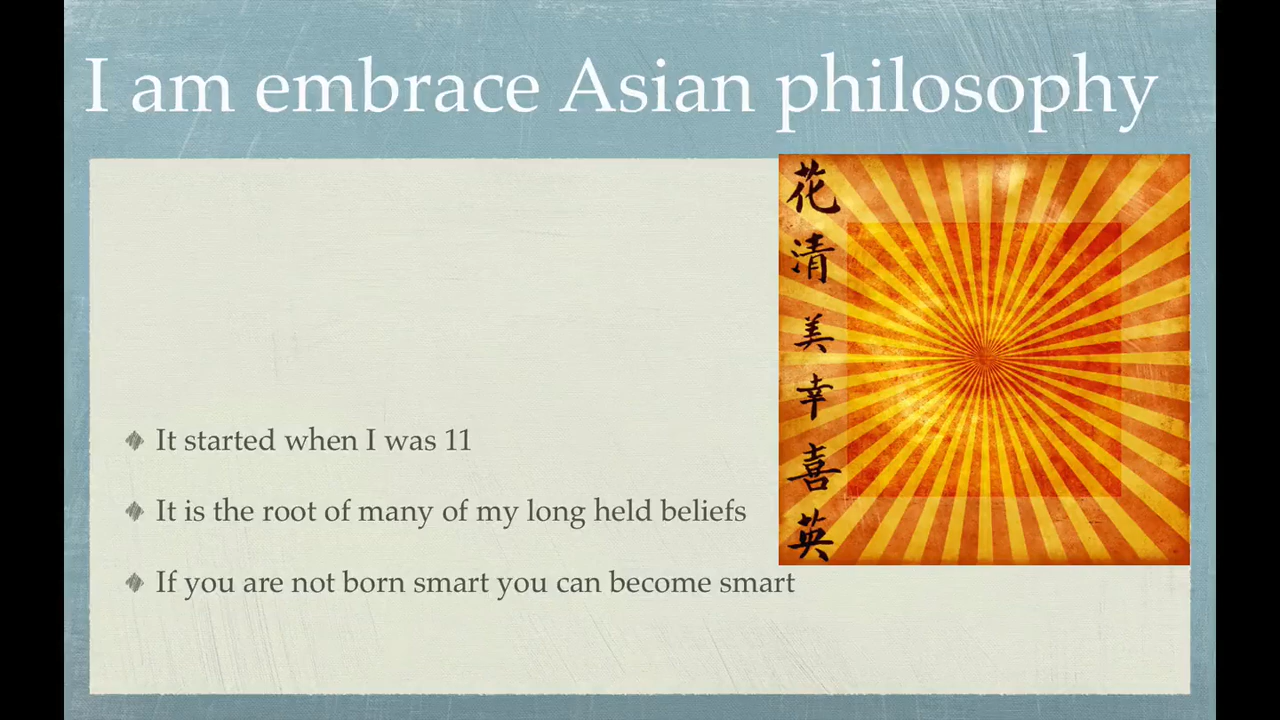 I am embrace Asian philosophy
花
清
美
幸
喜
英
It started when I was 11
It is the root of many of my long held beliefs
If you are not born smart you can become smart